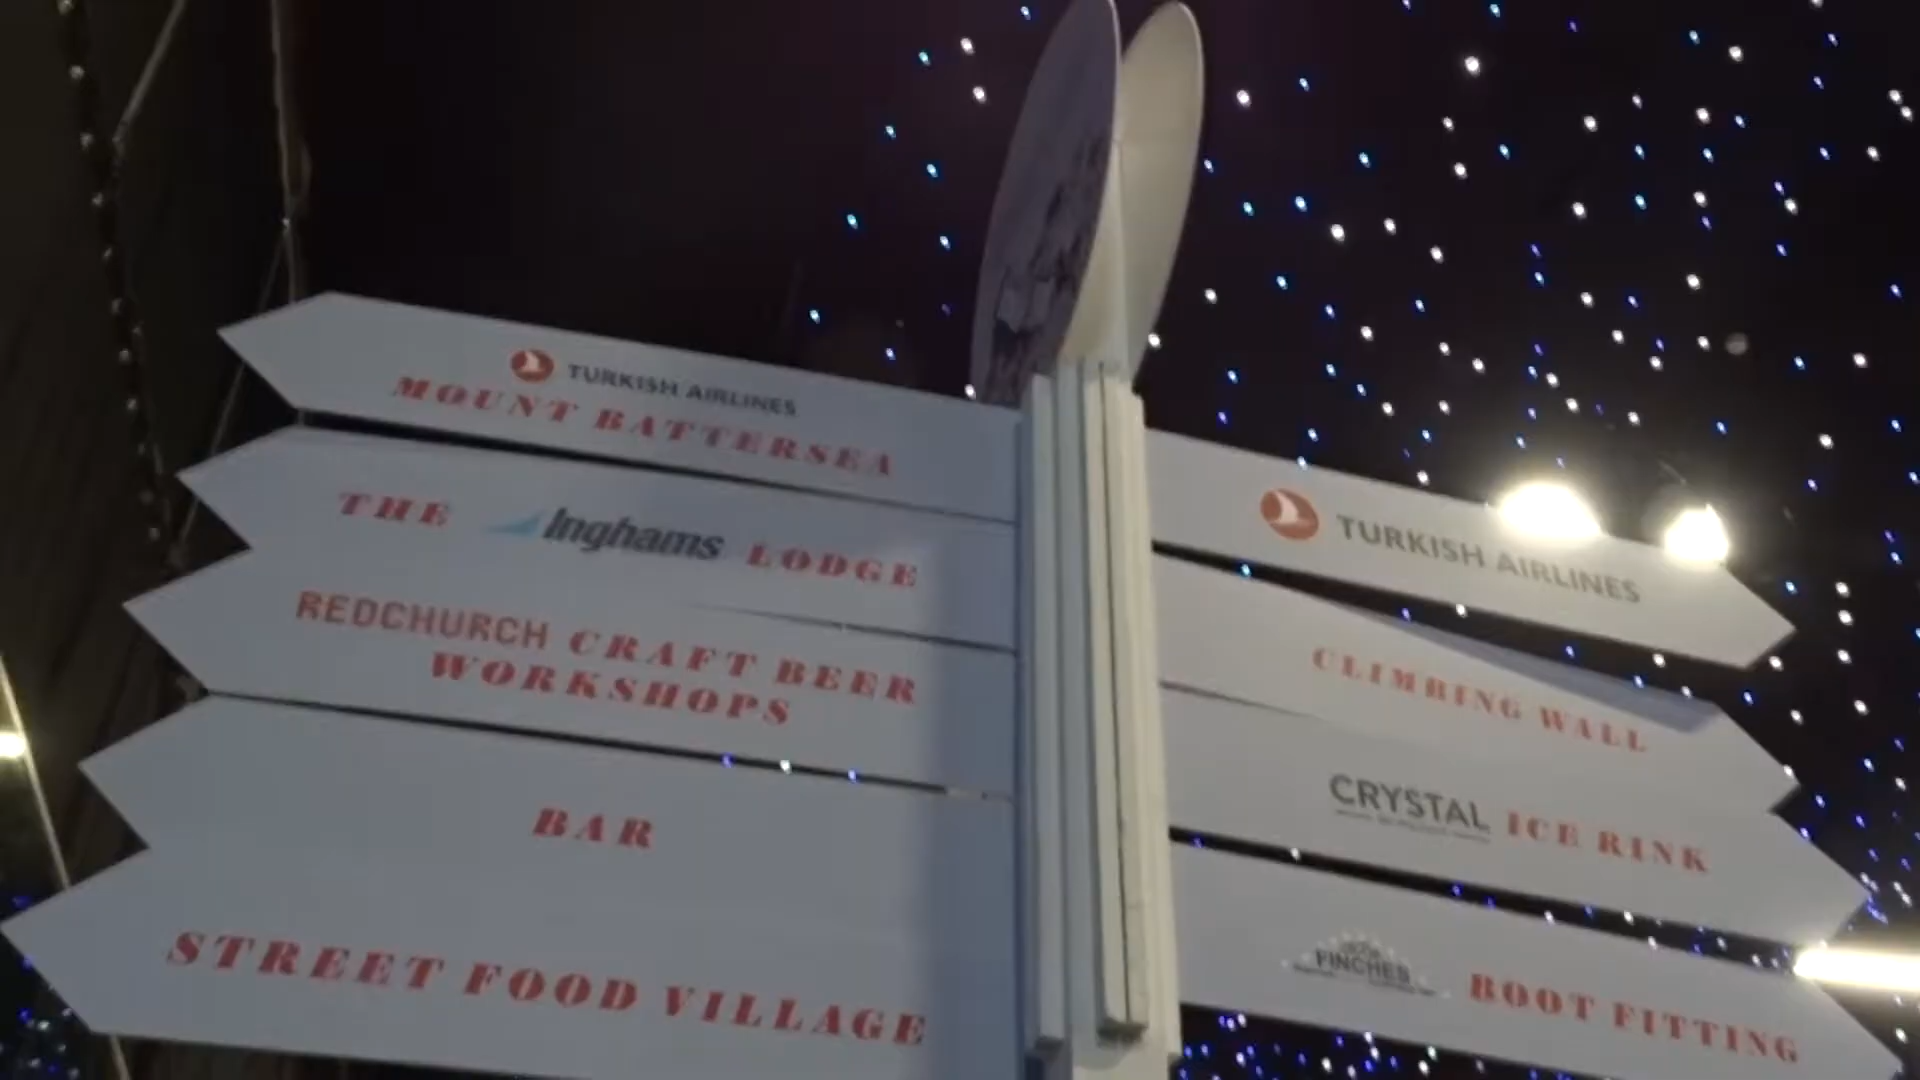 TURKISH AIRLINES
MOUNT BATTERSEA
THE Inghams LODGE
REDCHURCH CRAFT BEER
WORKSHOPS
BAR
STREET FOOD VILLAGE
TURKISH AIRLINES
CLIMBING WALL
CRYSTAL ICE RINK
FINCHES BOOT FITTING